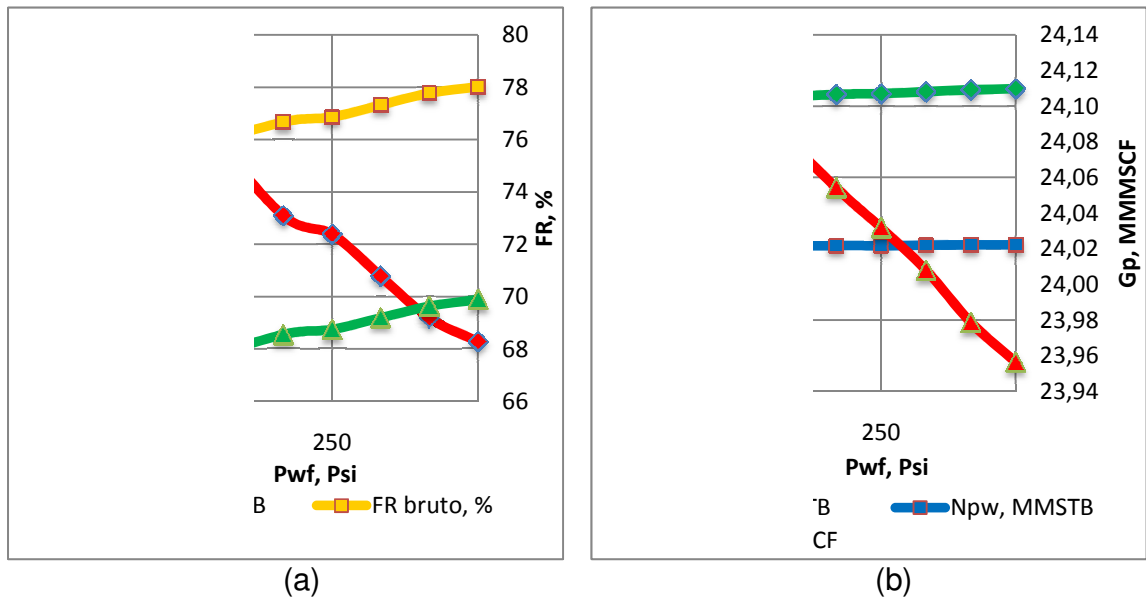 80
78
76
74
72
70
68
66
FR, %
250
Pwf, Psi
B
FR bruto, %
(a)
24,14
24,12
24,10
24,08
24,06
24,04
24,02
24,00
23,98
23,96
23,94
Gp, MMMSCF
250
Pwf, Psi
TB
Npw, MMSTB
CF
(b)